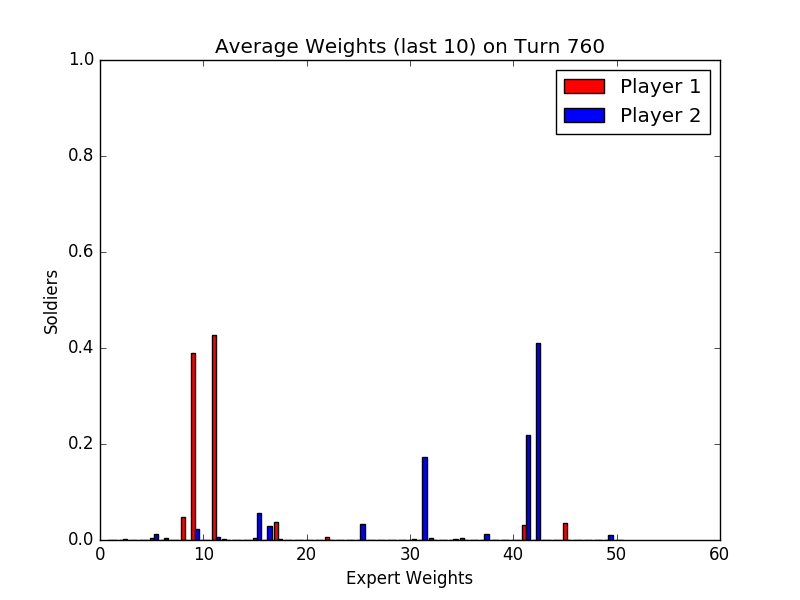 Average Weights (last 10) on Turn 760
1.0
0.8
0.6
0.4
0.2
0.0
Soldiers
Player 1
Player 2
0 10 20 30 40 50 60
Expert Weights